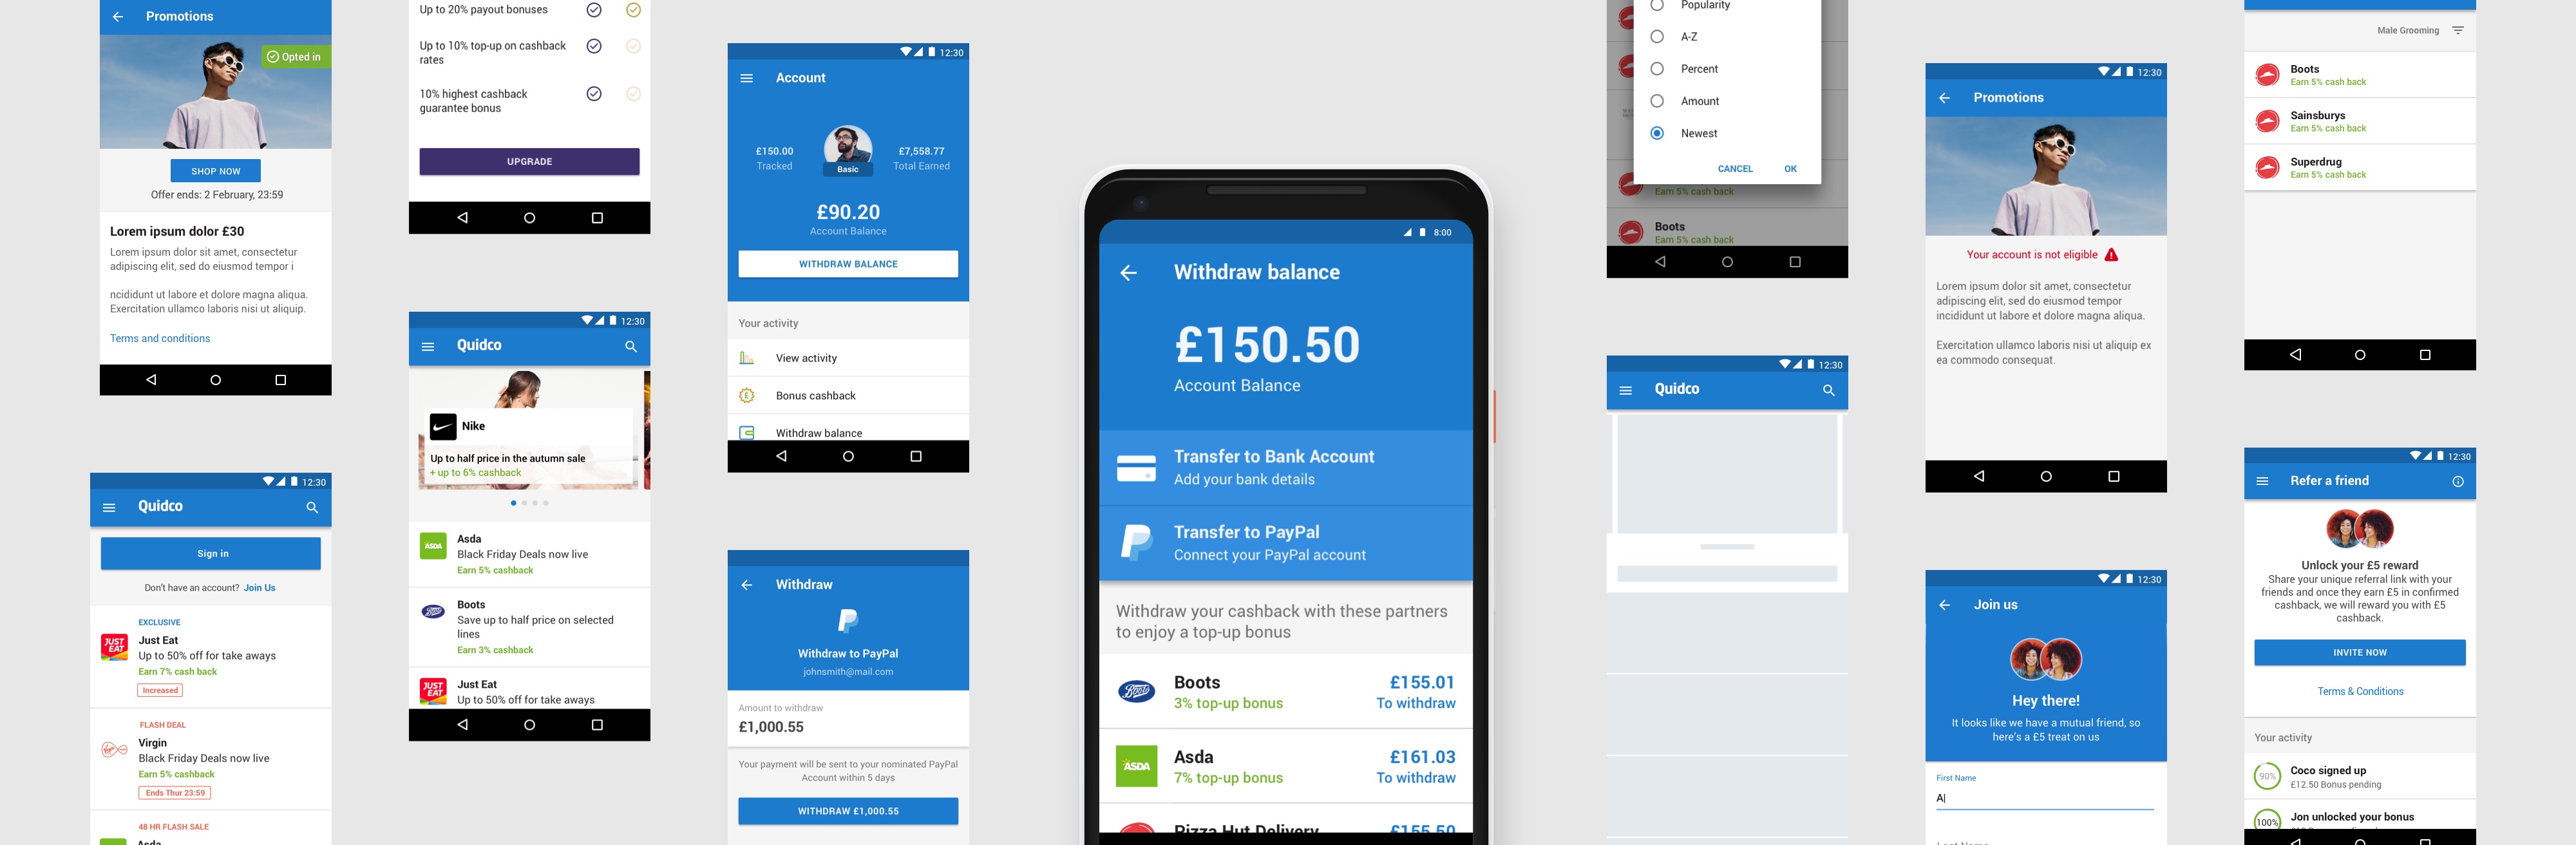 Promotions
Opted in
SHOP NOW
Offer ends: 2 February, 23:59
Lorem ipsum dolor £30
Lorem ipsum dolor sit amet, consectetur
adipiscing elit, sed do eiusmod tempor i
ncididunt ut labore et dolore magna aliqua.
Exercitation ullamco laboris nisi ut aliquip.
Terms and conditions
12:30
Quidco
Sign in
Don't have an account? Join Us
EXCLUSIVE
JUST EAT
Just Eat
Up to 50% off for take aways
Earn 7% cash back
Increased
FLASH DEAL
Virgin
Black Friday Deals now live
Earn 5% cashback
Ends Thur 23:59
48 HR FLASH SALE
Asda
Up to 20% payout bonuses
Up to 10% top-up on cashback
rates
10% highest cashback
guarantee bonus
UPGRADE
12:30
Quidco
Nike
Up to half price in the autumn sale
+ up to 6% cashback
ASDA
Asda
Black Friday Deals now live
Earn 5% cashback
Boots
Boots
Save up to half price on selected
lines
Earn 3% cashback
JUST EAT
Just Eat
Up to 50% off for take aways
12:30
Account
£150.00
Tracked
Basic
£7,558.77
Total Earned
£90.20
Account Balance
WITHDRAW BALANCE
Your activity
View activity
Bonus cashback
Withdraw balance
Withdraw
Withdraw to PayPal
johnsmith@mail.com
Amount to withdraw
£1,000.55
Your payment will be sent to your nominated PayPal
Account within 5 days
WITHDRAW £1,000.55
8:00
Withdraw balance
£150.50
Account Balance
Transfer to Bank Account
Add your bank details
Transfer to PayPal
Connect your PayPal account
Withdraw your cashback with these partners
to enjoy a top-up bonus
Boots
Boots
3% top-up bonus
£155.01
To withdraw
ASDA
Asda
7% top-up bonus
£161.03
To withdraw
Pizza Hut Delivery
£155.50
Popularity
A-Z
Percent
Amount
Newest
CANCEL
OK
Earn 5% cash back
Boots
Earn 5% cash back
12:30
Quidco
12:30
Promotions
Your account is not eligible
Lorem ipsum dolor sit amet, consectetur
adipiscing elit, sed do eiusmod tempor
incididunt ut labore et dolore magna aliqua.
Exercitation ullamco laboris nisi ut aliquip ex
ea commodo consequat.
12:30
Join us
Hey there!
It looks like we have a mutual friend, so
here's a £5 treat on us
First Name
A
Last Name
Male Grooming
Boots
Earn 5% cash back
Sainsburys
Earn 5% cash back
Superdrug
Earn 5% cash back
12:30
Refer a friend
Unlock your £5 reward
Share your unique referral link with your
friends and once they earn £5 in confirmed
cashback, we will reward you with £5
cashback.
INVITE NOW
Terms & Conditions
Your activity
90%
Coco signed up
£12.50 Bonus pending
100%
Jon unlocked your bonus